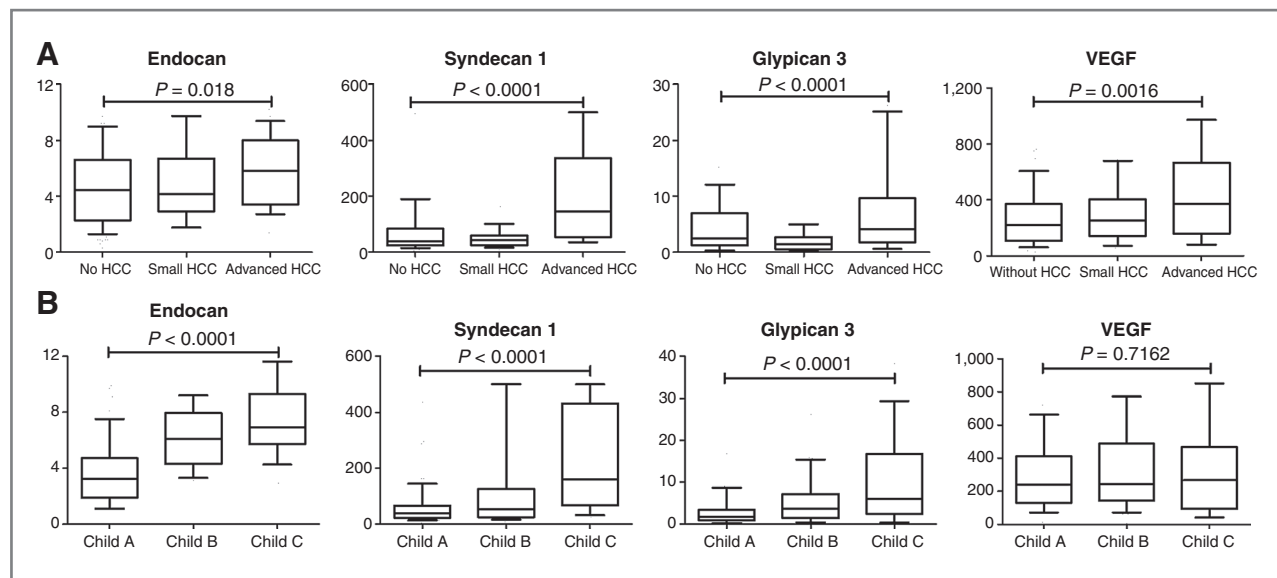 A
Endocan
P = 0.018
12
8
4
0
No HCC Small HCC Advanced HCC
Syndecan 1
P < 0.0001
600
400
200
0
No HCC Small HCC Advanced HCC
Glypican 3
P < 0.0001
30
20
10
0
No HCC Small HCC Advanced HCC
VEGF
P = 0.0016
1,200
800
400
0
Without HCC Small HCC Advanced HCC
B
Endocan
P < 0.0001
12
8
4
0
Child A Child B Child C
Syndecan 1
P < 0.0001
600
400
200
0
Child A Child B Child C
Glypican 3
P < 0.0001
40
30
20
10
0
Child A Child B Child C
VEGF
P = 0.7162
1,000
800
600
400
200
0
Child A Child B Child C